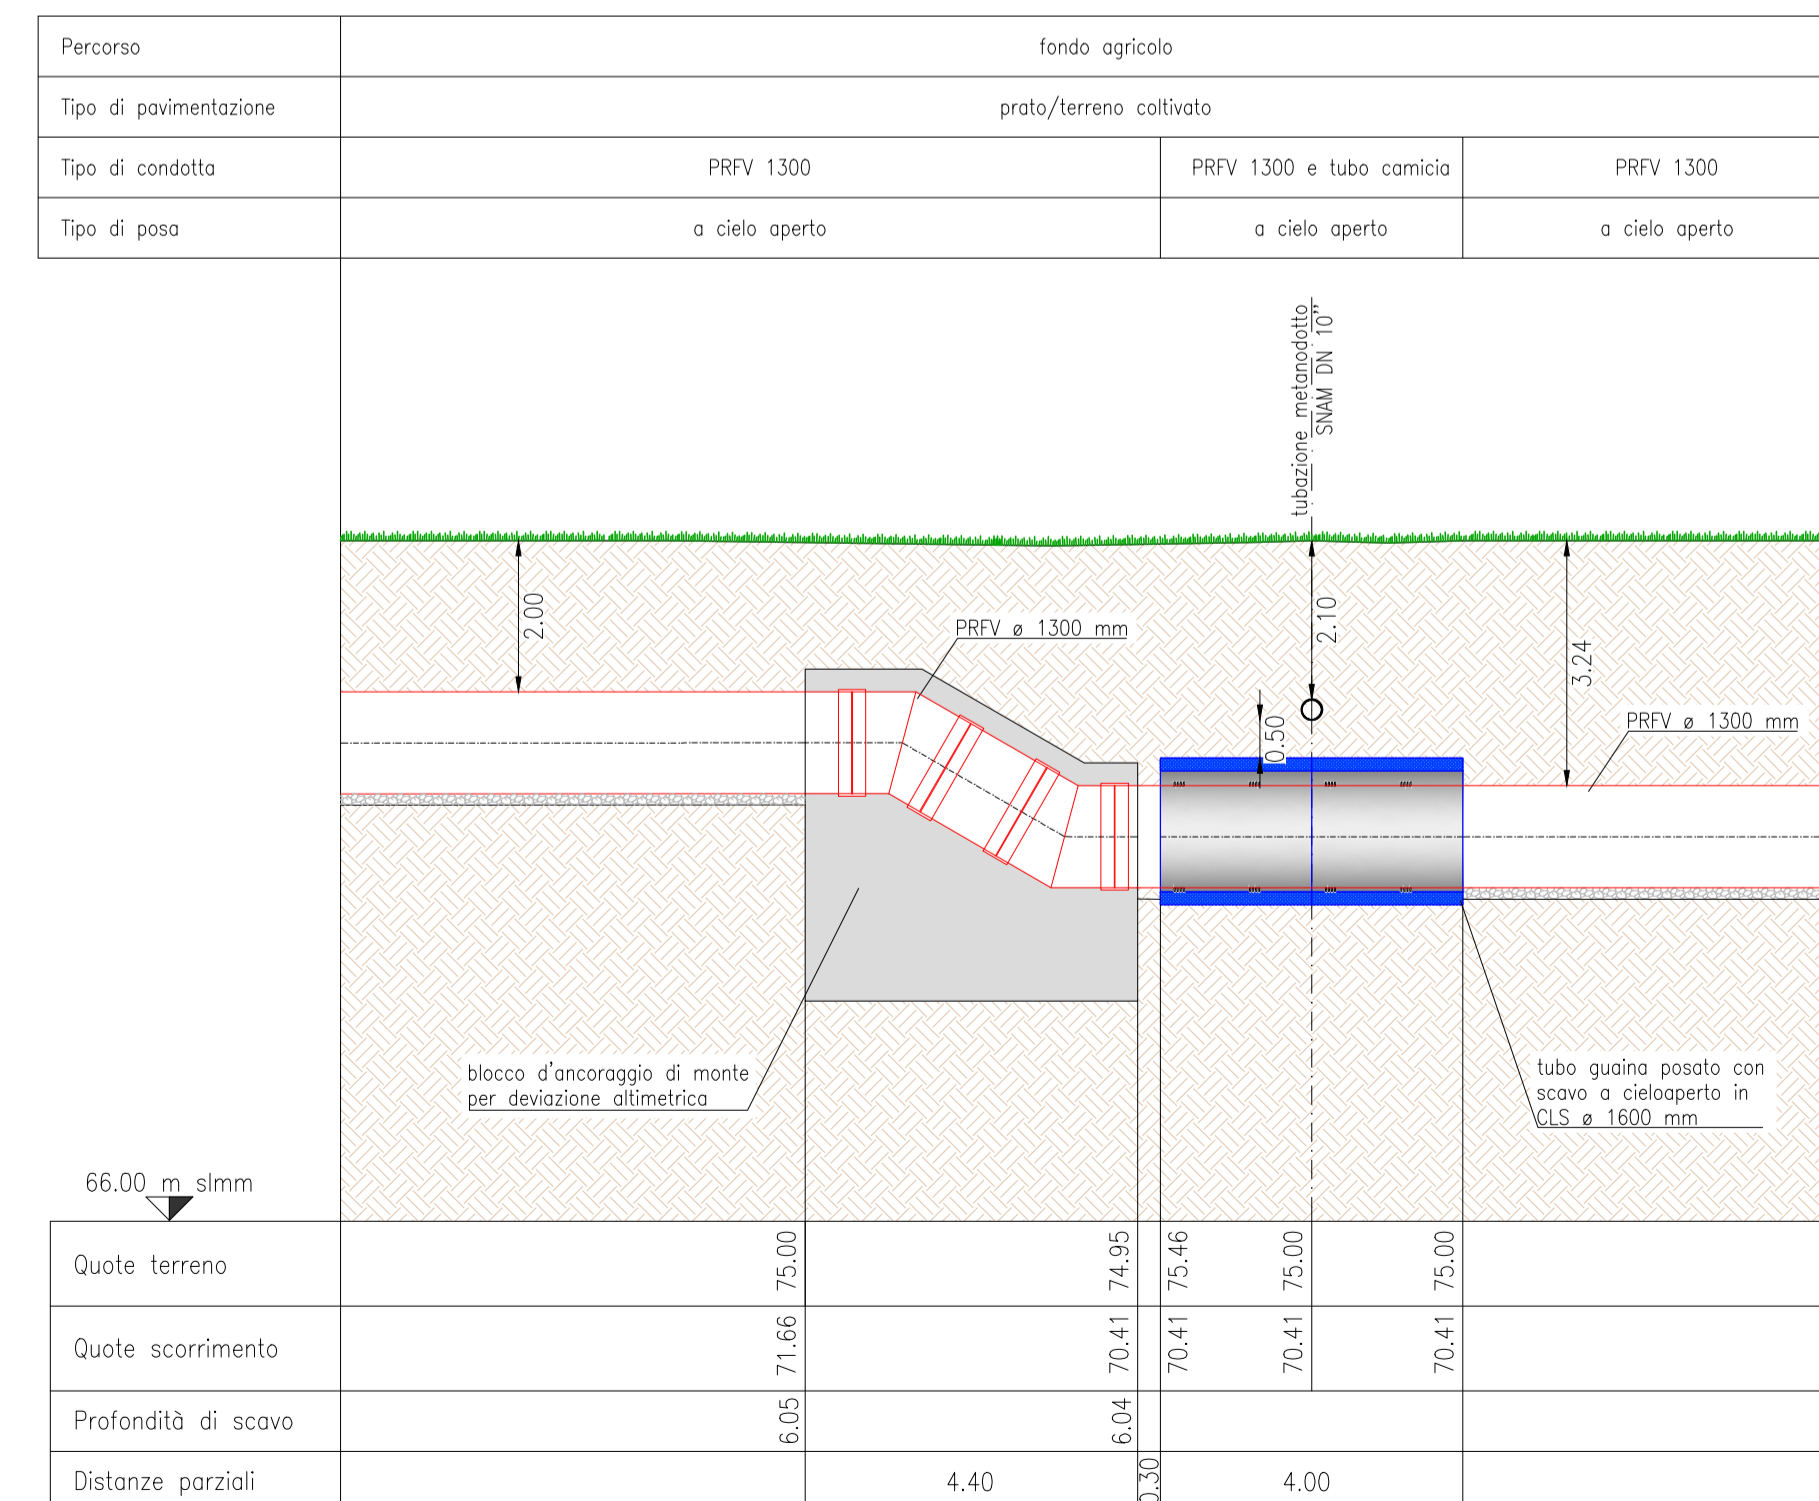 Percorso
fondo agricolo
Tipo di pavimentazione
prato/terreno coltivato
Tipo di condotta
PRFV 1300
PRFV 1300 e tubo camicia
PRFV 1300
Tipo di posa
a cielo aperto
a cielo aperto
a cielo aperto
tubazione metanodotto
SNAM DN 10"
2.00
PRFV ø 1300 mm
2.10
0.50
3.24
PRFV ø 1300 mm
blocco d'ancoraggio di monte
per deviazione altimetrica
tubo guaina posato con
scavo a cieloaperto in
CLS ø 1600 mm
66.00 m slmm
Quote terreno
75.00
74.95
75.46
75.00
75.00
Quote scorrimento
71.66
70.41
70.41
70.41
70.41
Profondità di scavo
6.05
6.04
Distanze parziali
4.40
0.30
4.00